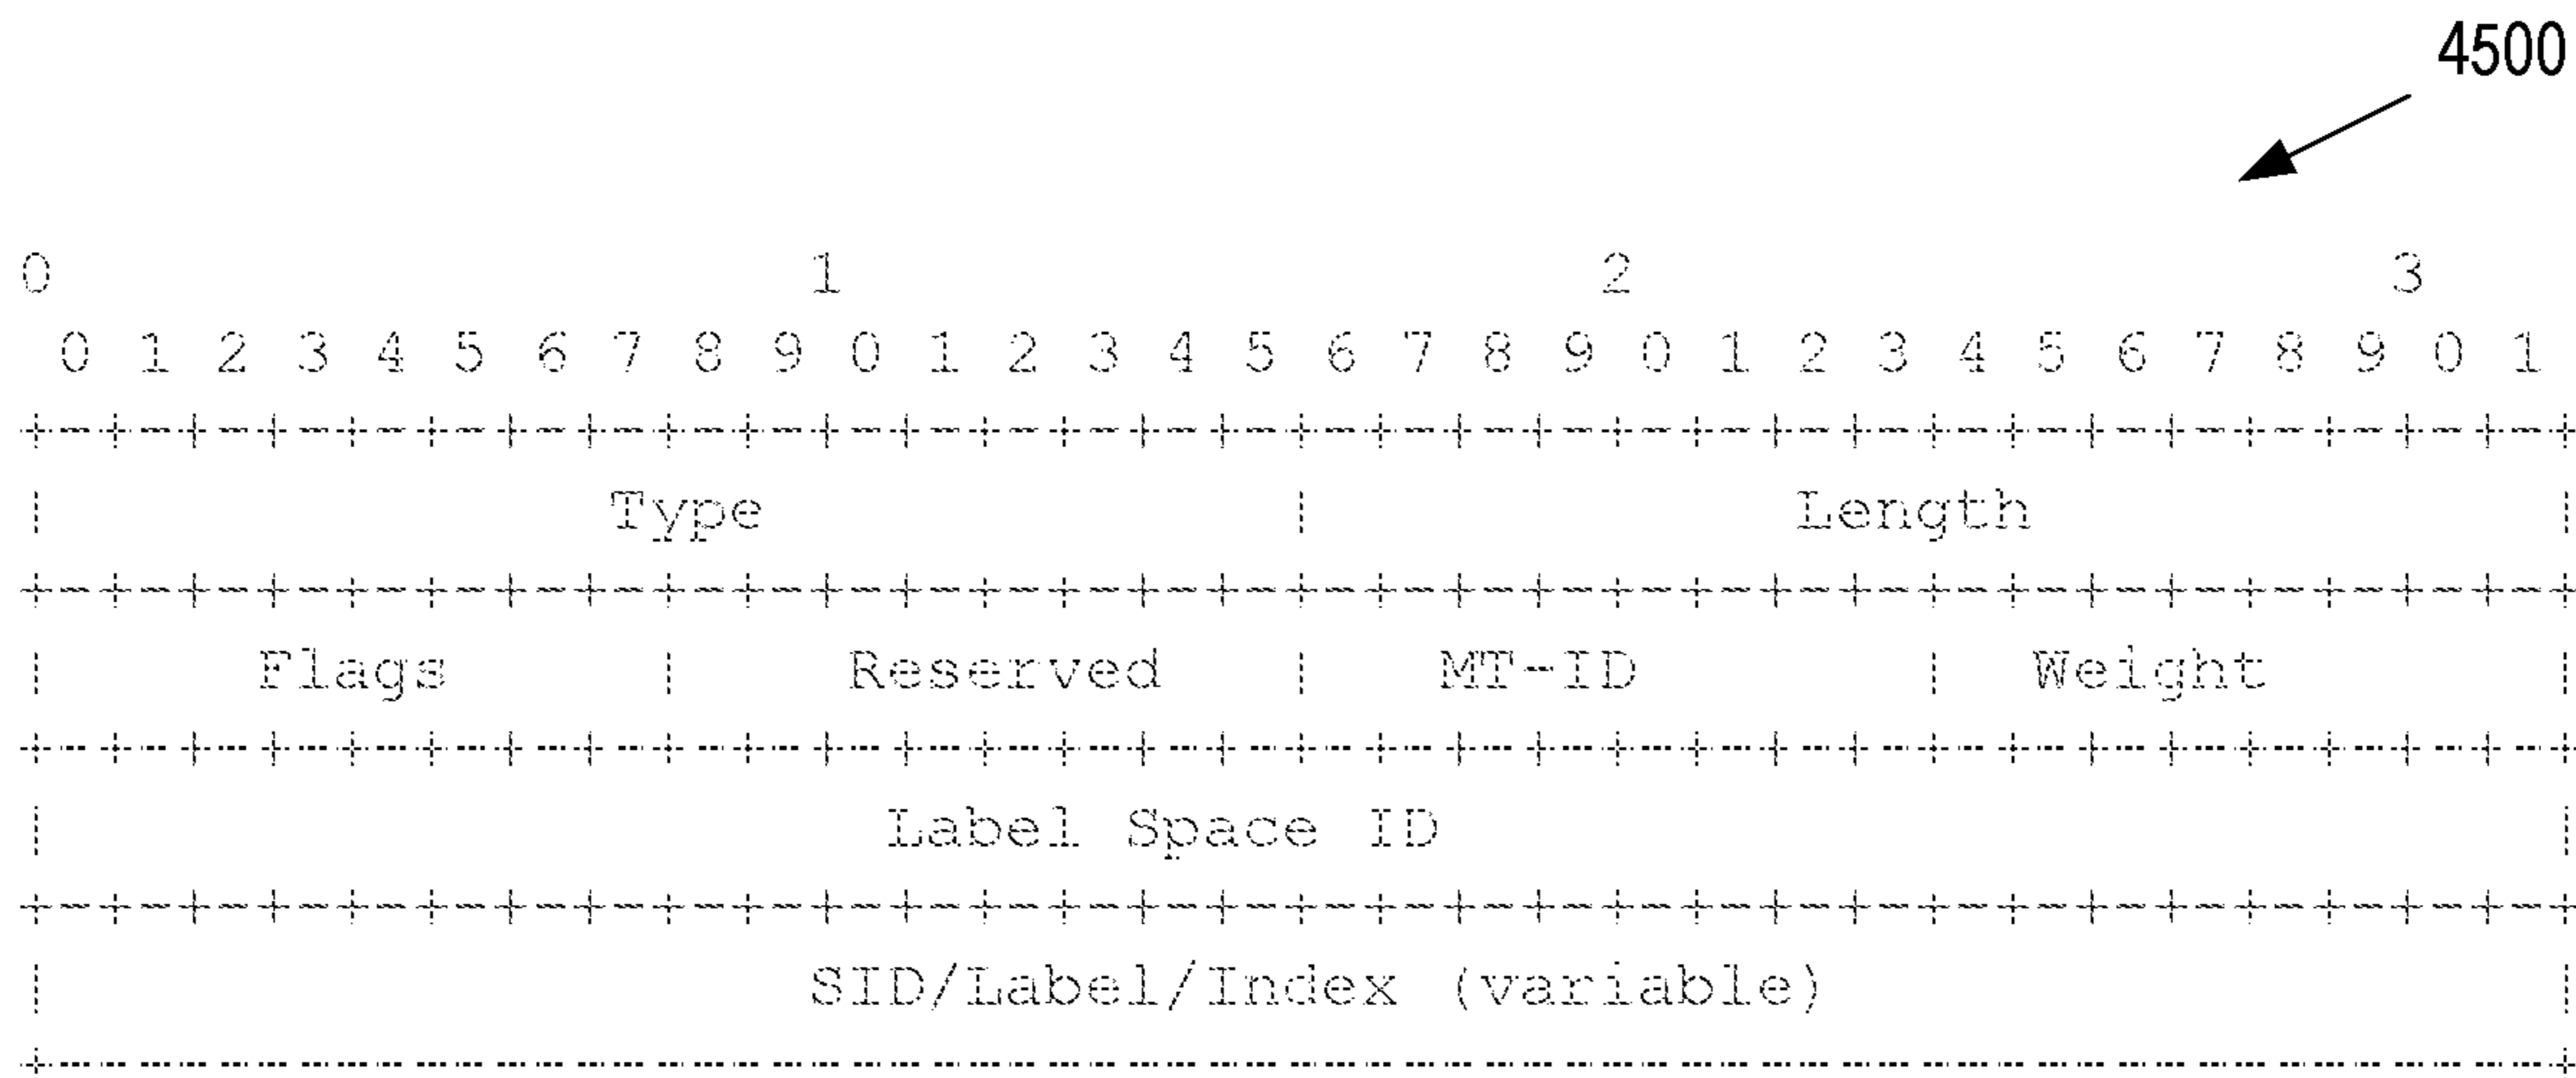 4500
0                   1                   2                   3
 0 1 2 3 4 5 6 7 8 9 0 1 2 3 4 5 6 7 8 9 0 1 2 3 4 5 6 7 8 9 0 1
+-+-+-+-+-+-+-+-+-+-+-+-+-+-+-+-+-+-+-+-+-+-+-+-+-+-+-+-+-+-+-+-+
|              Type             |            Length             |
+-+-+-+-+-+-+-+-+-+-+-+-+-+-+-+-+-+-+-+-+-+-+-+-+-+-+-+-+-+-+-+-+
|     Flags     |    Reserved   |   MT-ID       |  Weight       |
+-+-+-+-+-+-+-+-+-+-+-+-+-+-+-+-+-+-+-+-+-+-+-+-+-+-+-+-+-+-+-+-+
|                     Label Space ID                            |
+-+-+-+-+-+-+-+-+-+-+-+-+-+-+-+-+-+-+-+-+-+-+-+-+-+-+-+-+-+-+-+-+
|                   SID/Label/Index (variable)                  |
+---------------------------------------------------------------+